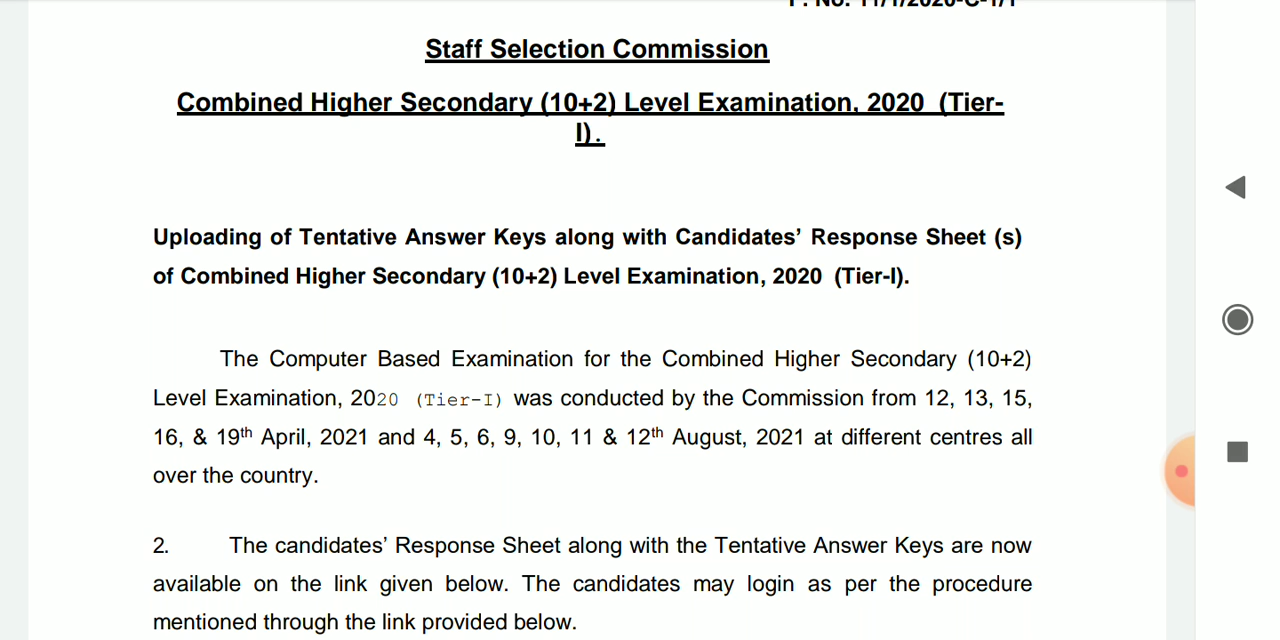 Staff Selection Commission
Combined Higher Secondary (10+2) Level Examination, 2020 (Tier-
I).
Uploading of Tentative Answer Keys along with Candidates’ Response Sheet (s)
of Combined Higher Secondary (10+2) Level Examination, 2020 (Tier-I).
The Computer Based Examination for the Combined Higher Secondary (10+2)
Level Examination, 2020 (Tier-I) was conducted by the Commission from 12, 13, 15,
16, & 19th April, 2021 and 4, 5, 6, 9, 10, 11 & 12th August, 2021 at different centres all
over the country.
2. The candidates’ Response Sheet along with the Tentative Answer Keys are now
available on the link given below. The candidates may login as per the procedure
mentioned through the link provided below.